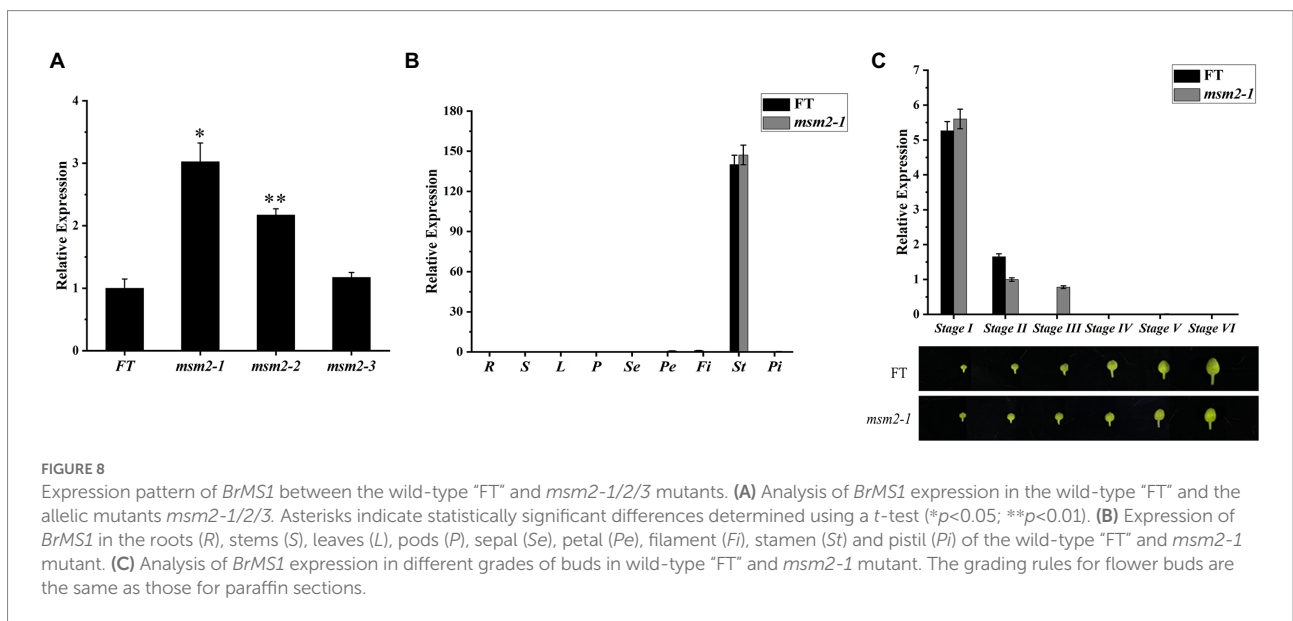 A
Relative Expression
4
3
2
1
0
*
**
FT
msm2-1
msm2-2
msm2-3
B
Relative Expression
180
150
120
90
60
30
0
FT
msm2-1
R
S
L
P
Se
Pe
Fi
St
Pi
C
Relative Expression
7
6
5
4
3
2
1
0
FT
msm2-1
Stage I
Stage II
Stage III
Stage IV
Stage V
Stage VI
FT
msm2-1
FIGURE 8
Expression pattern of BrMS1 between the wild-type "FT" and msm2-1/2/3 mutants. (A) Analysis of BrMS1 expression in the wild-type "FT" and the
allelic mutants msm2-1/2/3. Asterisks indicate statistically significant differences determined using a t-test (*p<0.05; **p<0.01). (B) Expression of
BrMS1 in the roots (R), stems (S), leaves (L), pods (P), sepal (Se), petal (Pe), filament (Fi), stamen (St) and pistil (Pi) of the wild-type "FT" and msm2-1
mutant. (C) Analysis of BrMS1 expression in different grades of buds in wild-type "FT" and msm2-1 mutant. The grading rules for flower buds are
the same as those for paraffin sections.